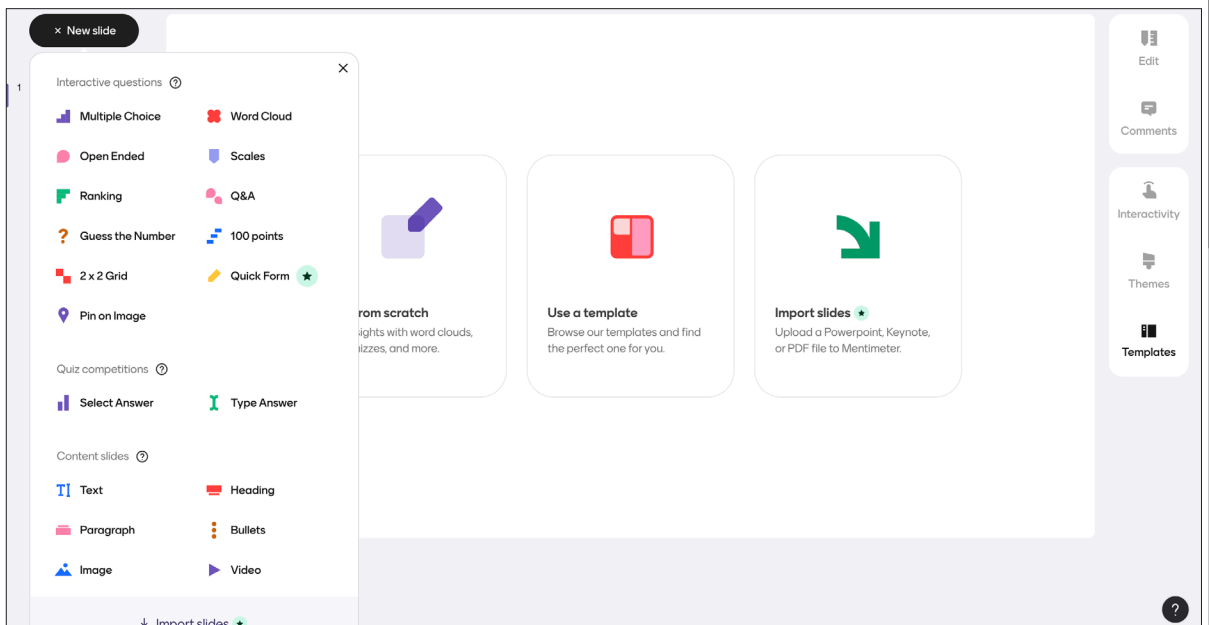 × New slide
1
Interactive questions ?
Multiple Choice
Word Cloud
Open Ended
Scales
Ranking
Q&A
Guess the Number
100 points
2 x 2 Grid
Quick Form
Pin on Image
Quiz competitions ?
Select Answer
Type Answer
Content slides ?
Text
Heading
Paragraph
Bullets
Image
Video
Import slides
rom scratch
ights with word clouds,
izzes, and more.
Use a template
Browse our templates and find
the perfect one for you.
Import slides
Upload a Powerpoint, Keynote,
or PDF file to Mentimeter.
Edit
Comments
Interactivity
Themes
Templates
?